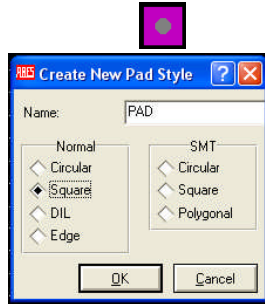 ARES Create New Pad Style
Name: PAD
Normal SMT
Circular Circular
Square Square
DIL Polygonal
Edge
OK Cancel